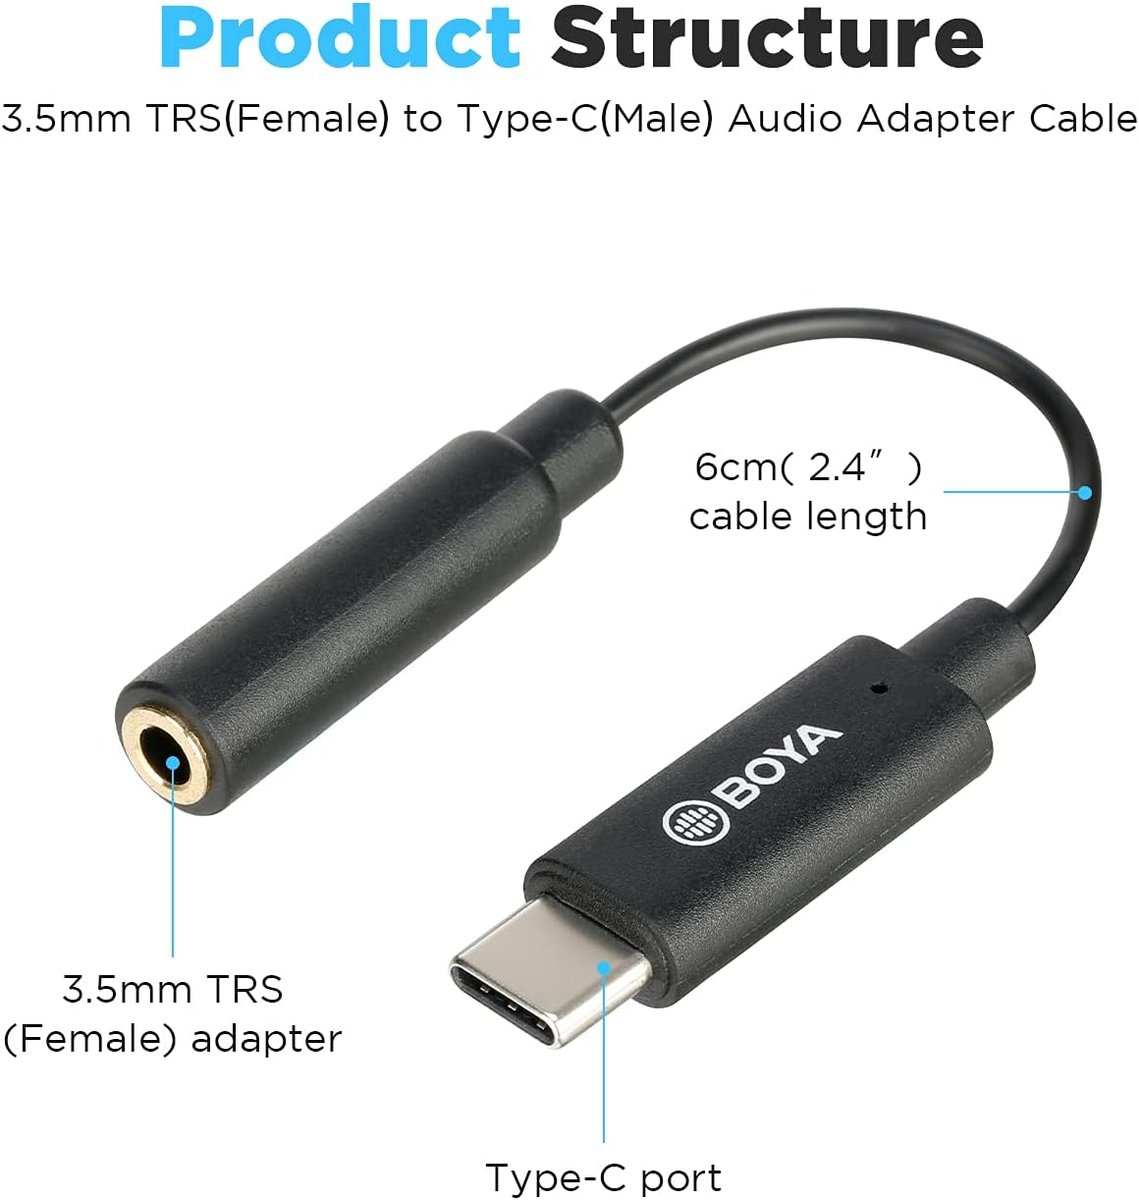 Product Structure
3.5mm TRS(Female) to Type-C(Male) Audio Adapter Cable
6cm( 2.4″ )
cable length
BOYA
3.5mm TRS
(Female) adapter
Type-C port